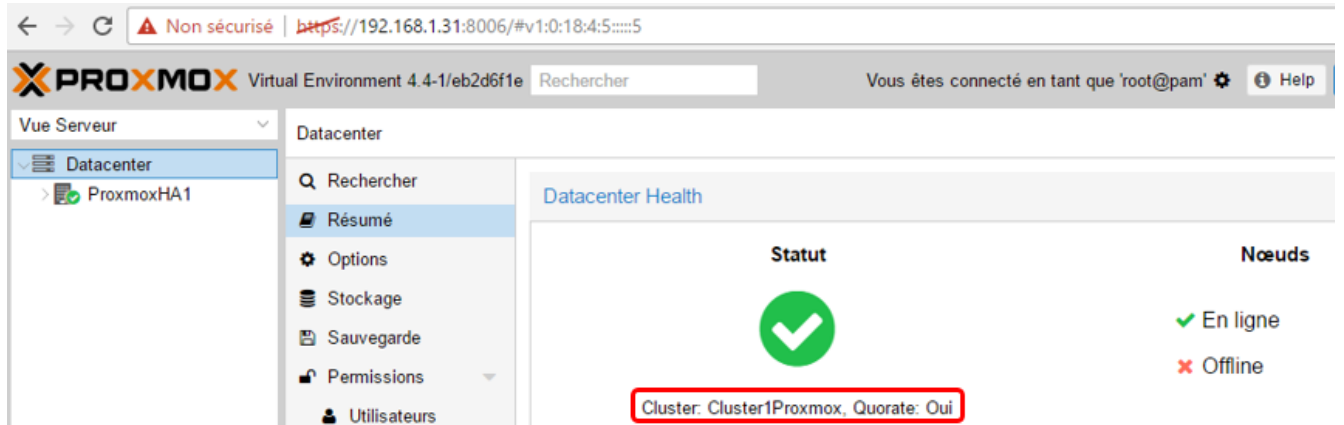 Non sécurisé | https://192.168.1.31:8006/#v1:0:18:4:5:::::5
PROXMOX Virtual Environment 4.4-1/eb2d6f1e Rechercher Vous êtes connecté en tant que 'root@pam' Help
Vue Serveur
Datacenter
ProxmoxHA1
Datacenter
Rechercher
Résumé
Options
Stockage
Sauvegarde
Permissions
Utilisateurs
Datacenter Health
Statut
Cluster: Cluster1Proxmox, Quorate: Oui
Nœuds
En ligne
Offline